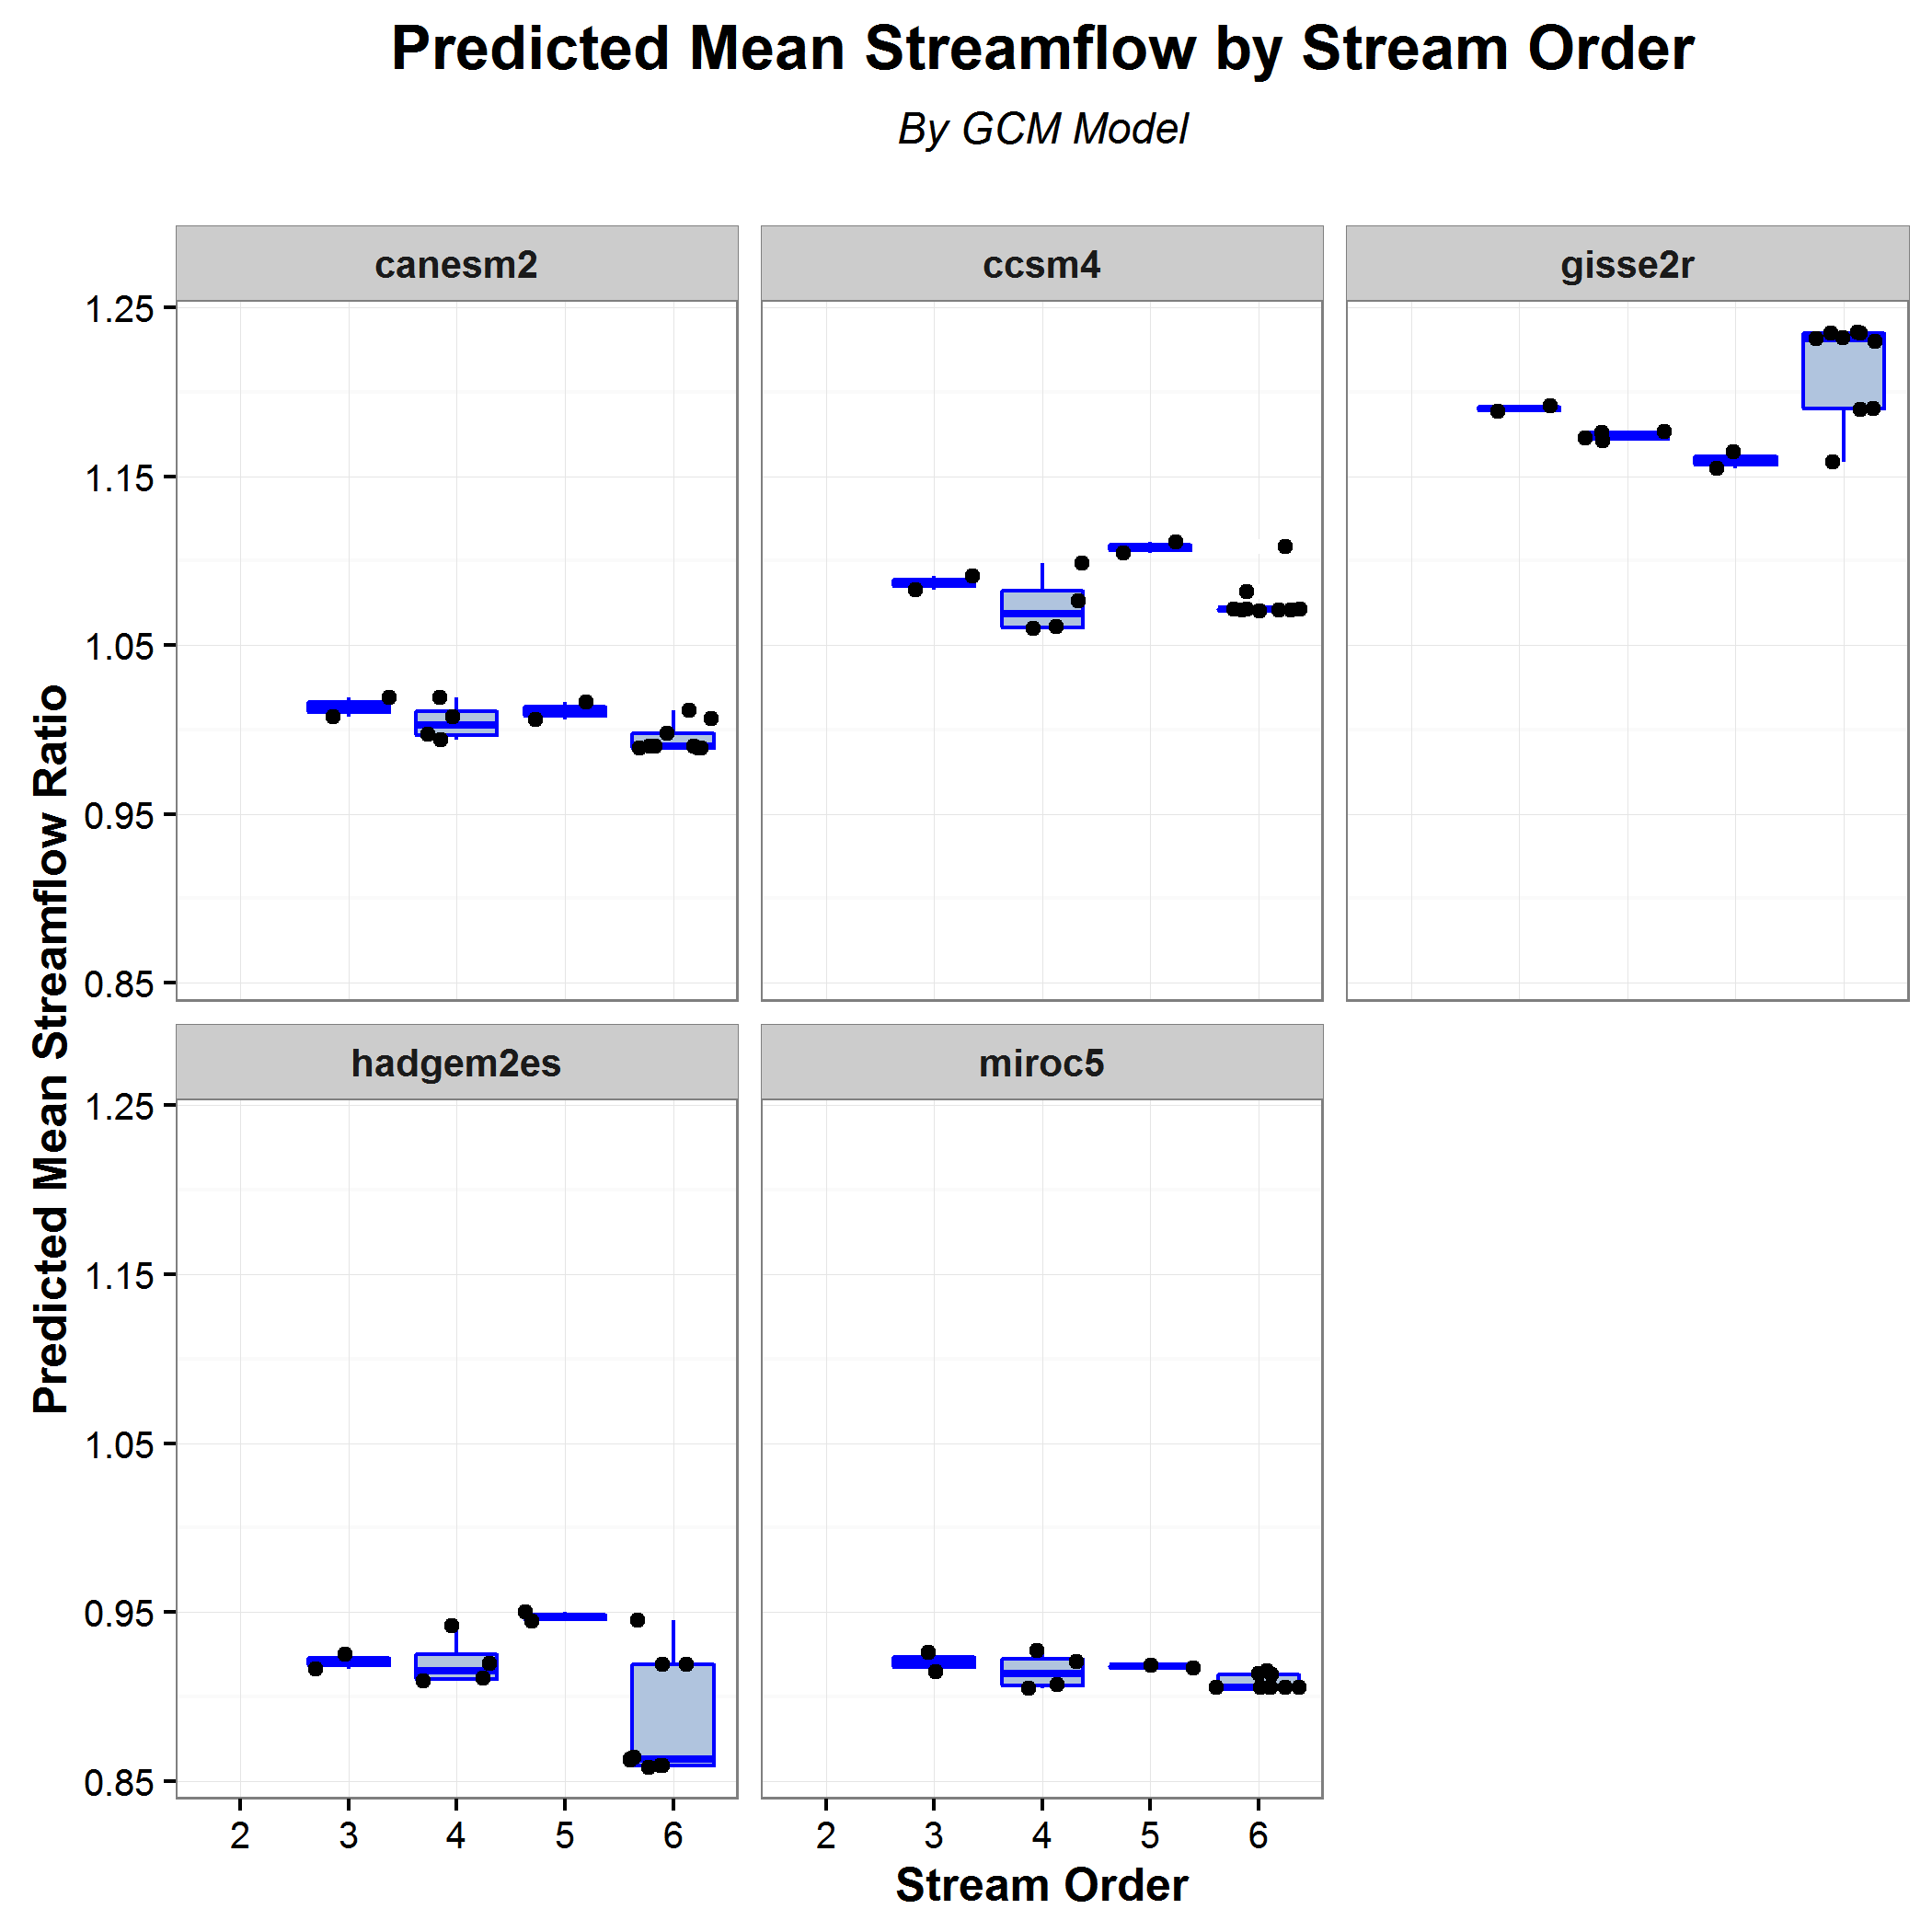 Predicted Mean Streamflow by Stream Order
By GCM Model
canesm2
ccsm4
gisse2r
1.25
1.15
1.05
0.95
0.85
Predicted Mean Streamflow Ratio
hadgem2es
miroc5
1.25
1.15
1.05
0.95
0.85
2 3 4 5 6
2 3 4 5 6
Stream Order